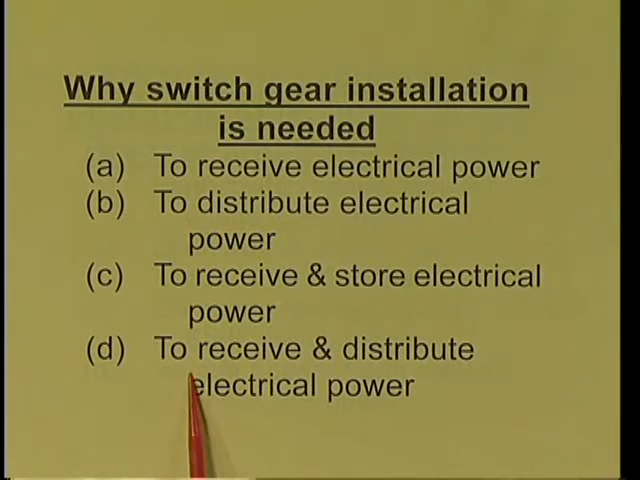 Why switch gear installation
is needed
(a) To receive electrical power
(b) To distribute electrical
power
(c) To receive & store electrical
power
(d) To receive & distribute
electrical power